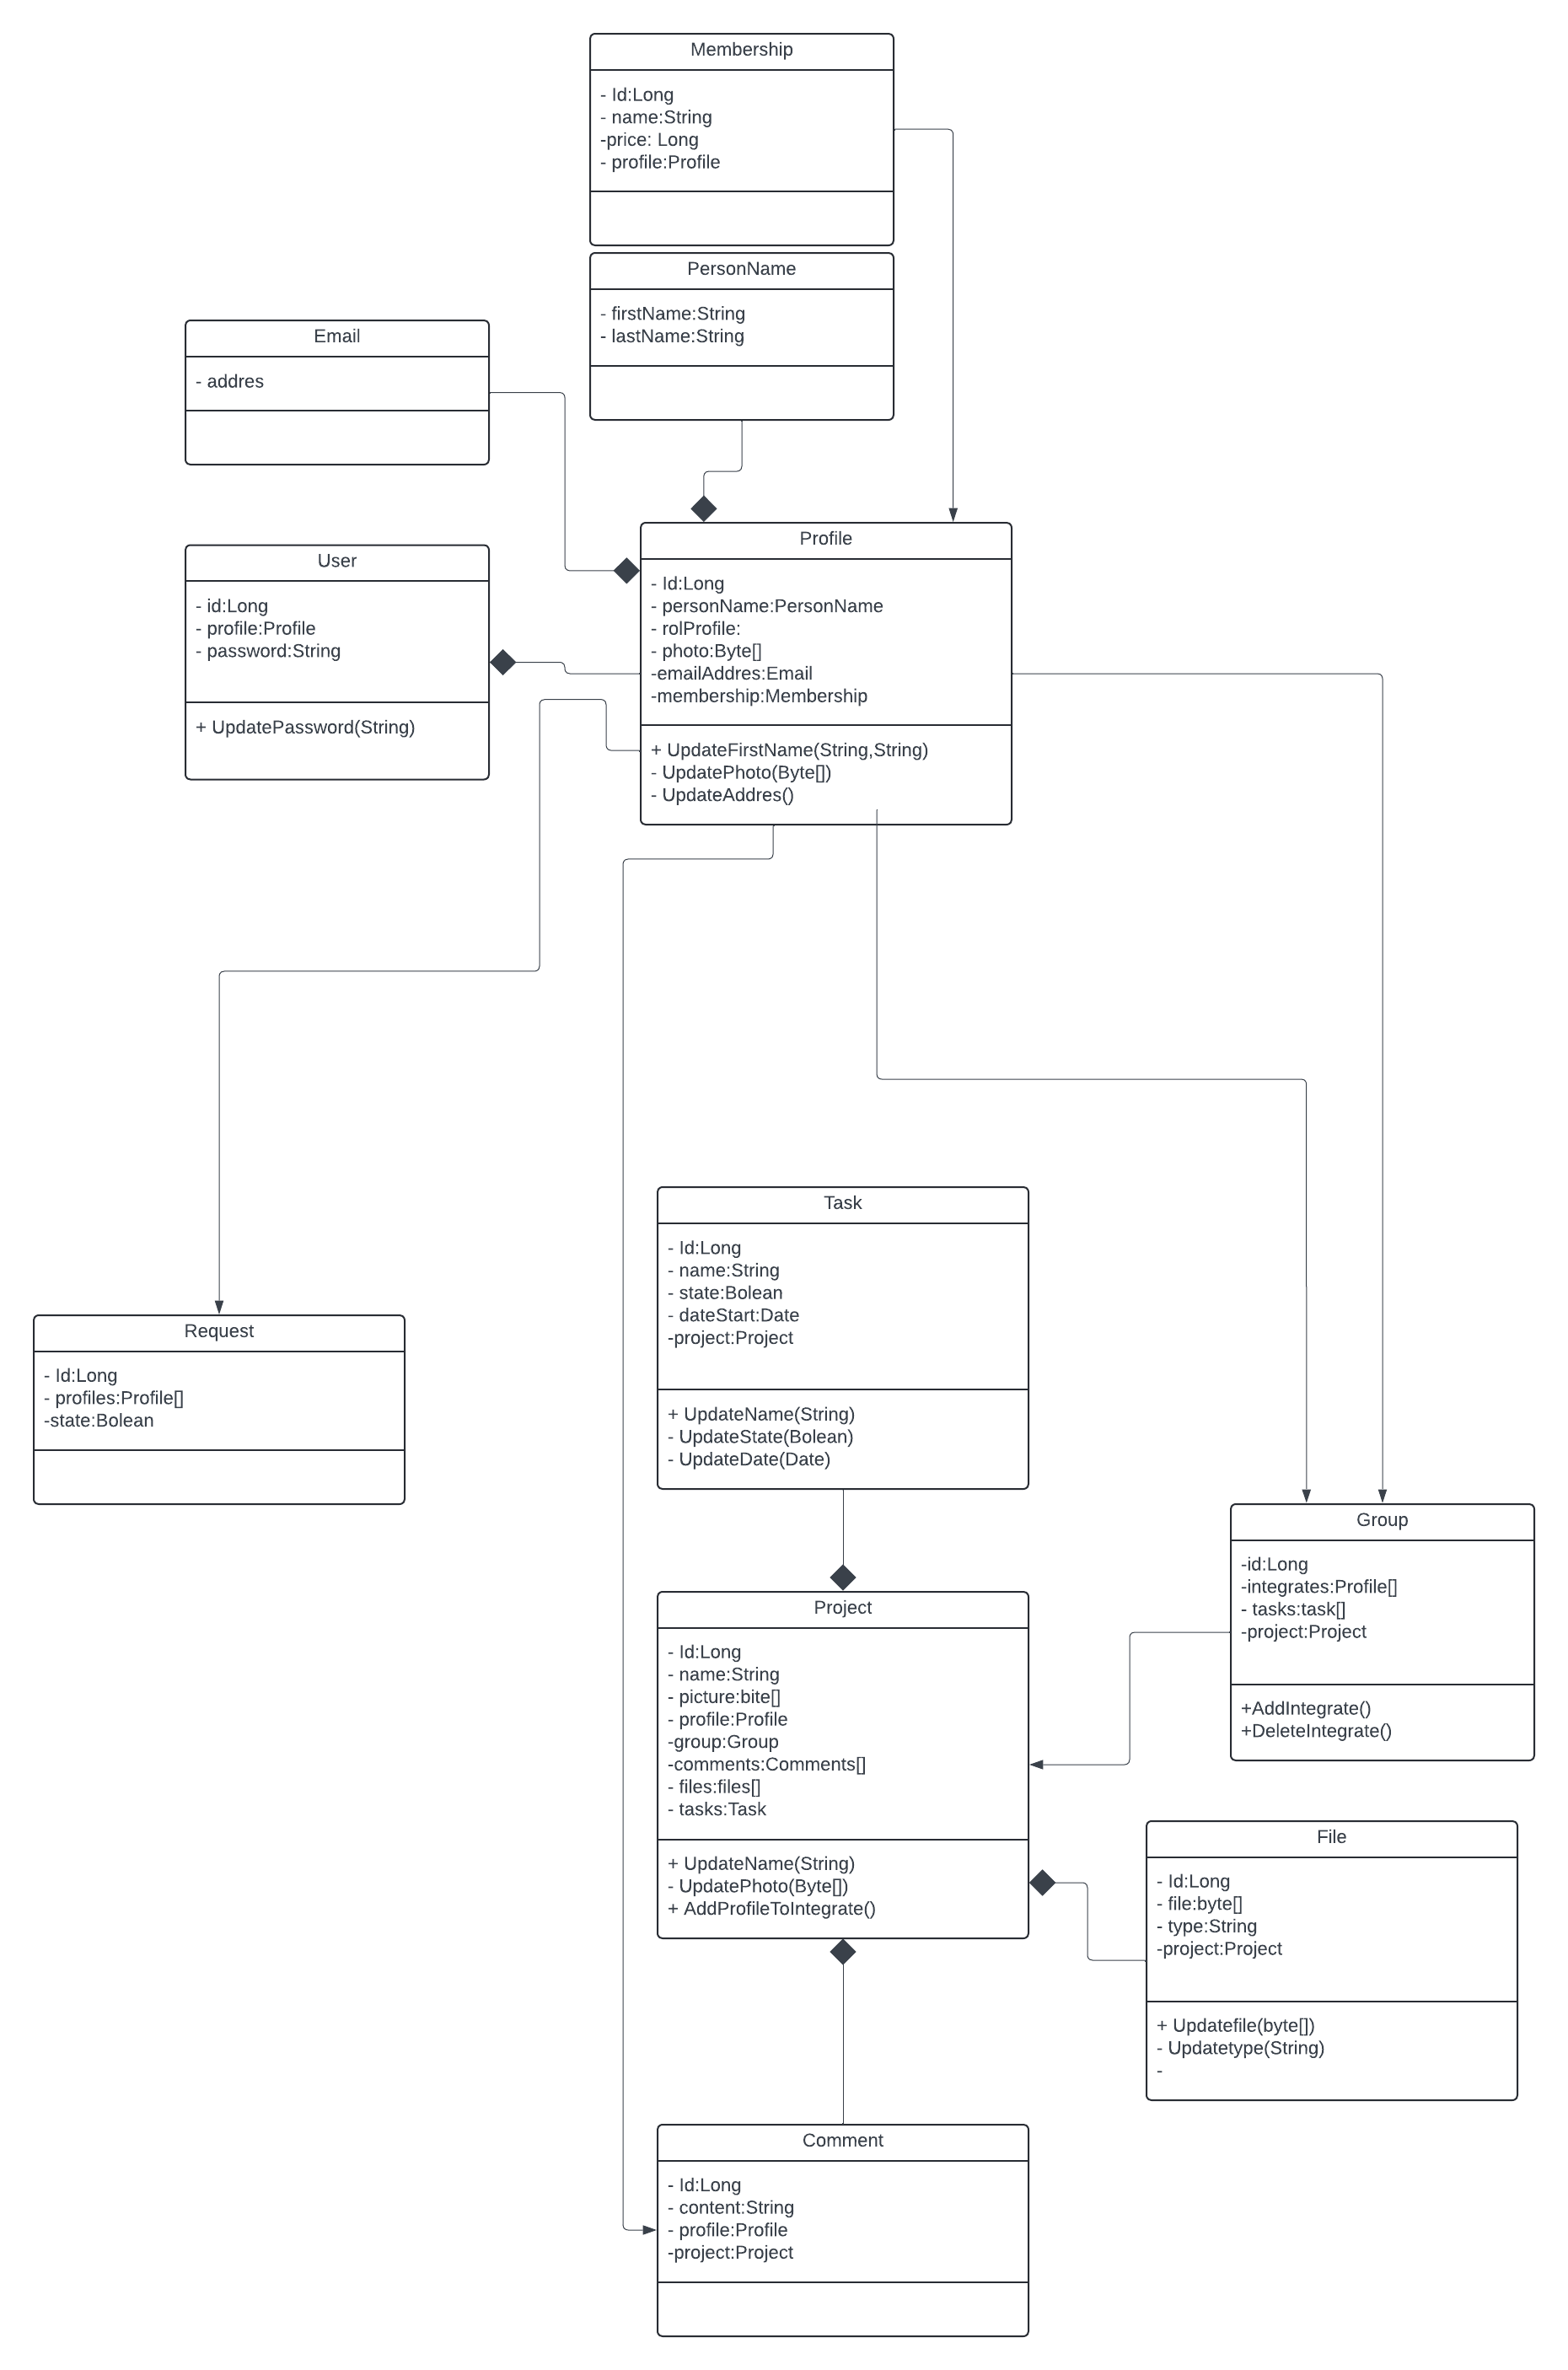 Membership
- Id:Long
- name:String
-price: Long
- profile:Profile
PersonName
- firstName:String
- lastName:String
Email
- addres
User
- id:Long
- profile:Profile
- password:String
+ UpdatePassword(String)
Profile
- Id:Long
- personName:PersonName
- rolProfile:
- photo:Byte[]
-emailAddres:Email
-membership:Membership
+ UpdateFirstName(String,String)
- UpdatePhoto(Byte[])
- UpdateAddres()
Task
- Id:Long
- name:String
- state:Bolean
- dateStart:Date
-project:Project
+ UpdateName(String)
- UpdateState(Bolean)
- UpdateDate(Date)
Request
- Id:Long
- profiles:Profile[]
-state:Bolean
Group
-id:Long
-integrates:Profile[]
- tasks:task[]
-project:Project
+AddIntegrate()
+DeleteIntegrate()
Project
- Id:Long
- name:String
- picture:bite[]
- profile:Profile
-group:Group
-comments:Comments[]
- files:files[]
- tasks:Task
+ UpdateName(String)
- UpdatePhoto(Byte[])
+ AddProfileToIntegrate()
File
- Id:Long
- file:byte[]
- type:String
-project:Project
+ Updatefile(byte[])
- Updatetype(String)
-
Comment
- Id:Long
- content:String
- profile:Profile
-project:Project